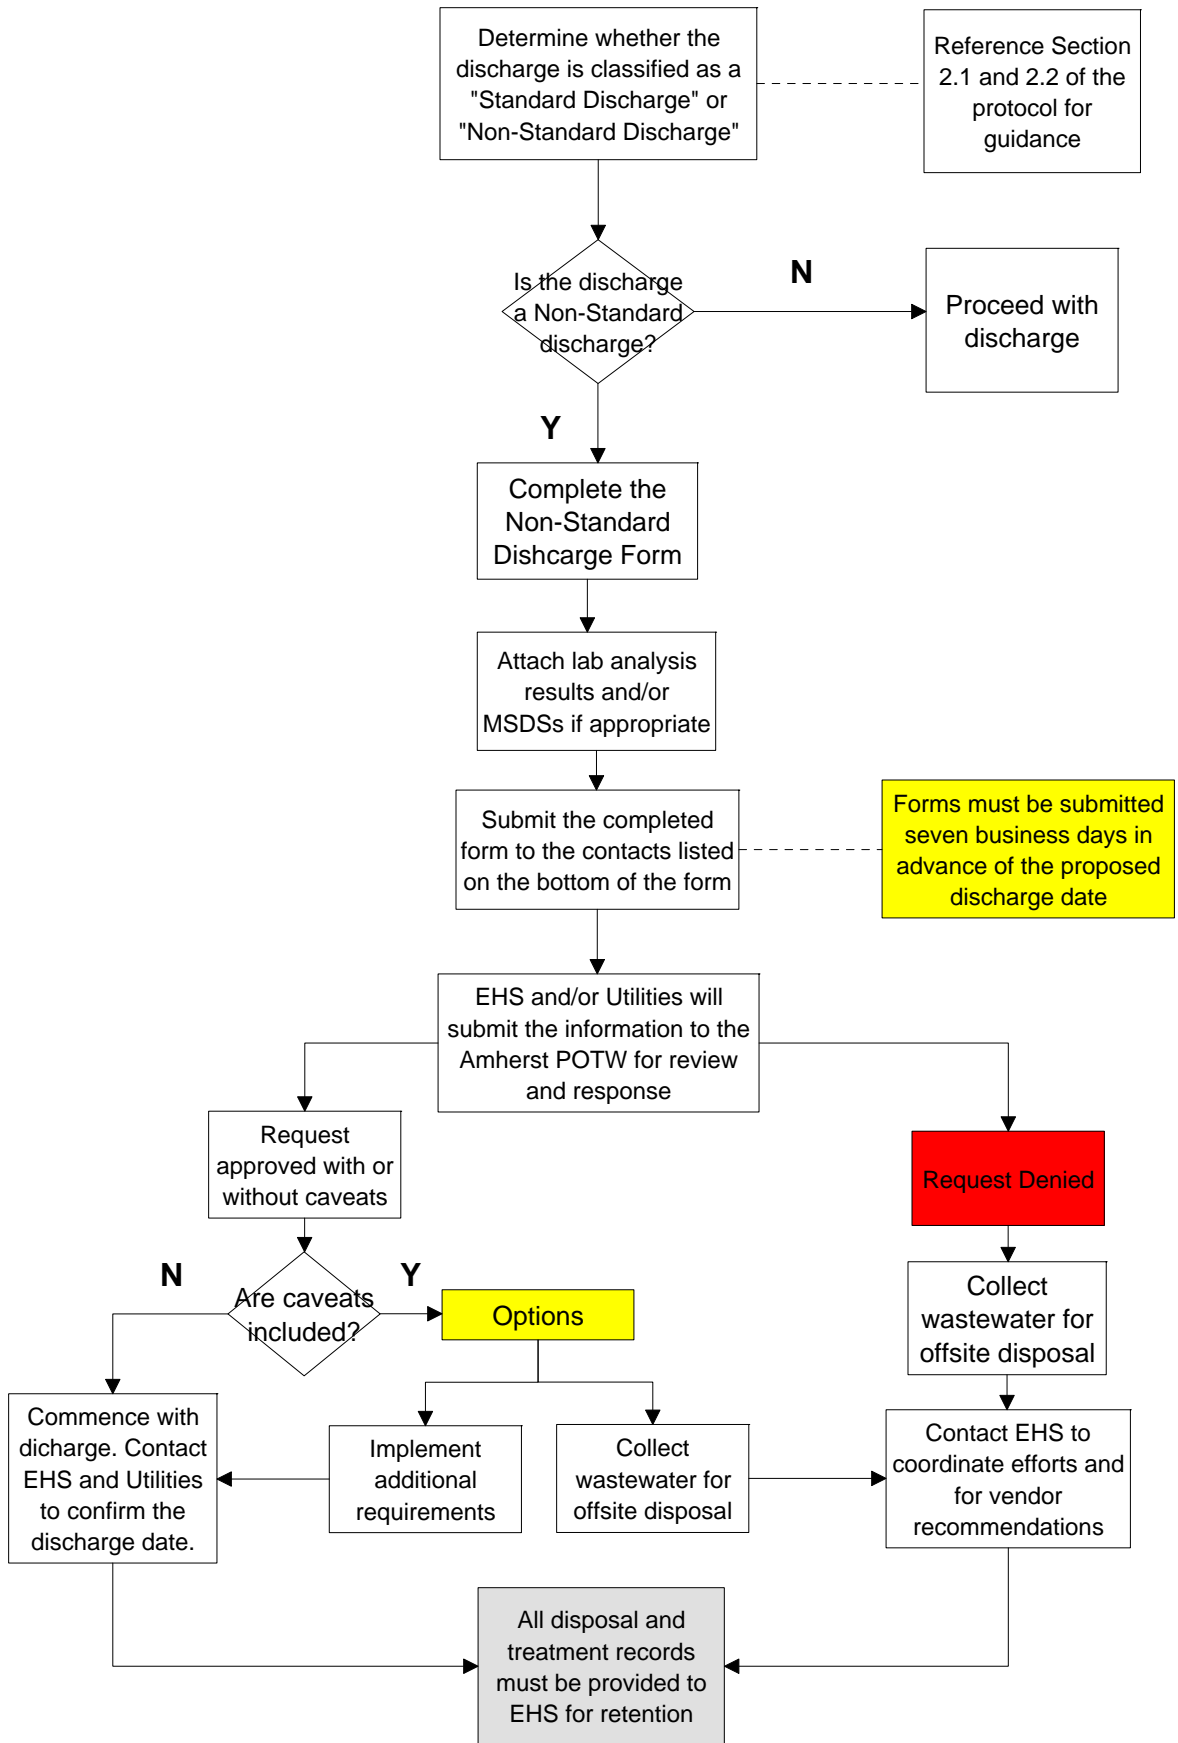 Determine whether the
discharge is classified as a
"Standard Discharge" or
"Non-Standard Discharge"
Reference Section
2.1 and 2.2 of the
protocol for
guidance
Is the discharge
a Non-Standard
discharge?
N
Proceed with
discharge
Y
Complete the
Non-Standard
Dishcarge Form
Attach lab analysis
results and/or
MSDSs if appropriate
Submit the completed
form to the contacts listed
on the bottom of the form
Forms must be submitted
seven business days in
advance of the proposed
discharge date
EHS and/or Utilities will
submit the information to the
Amherst POTW for review
and response
Request
approved with or
without caveats
Request Denied
N
Are caveats
included?
Y
Options
Collect
wastewater for
offsite disposal
Commence with
dicharge. Contact
EHS and Utilities
to confirm the
discharge date.
Implement
additional
requirements
Collect
wastewater for
offsite disposal
Contact EHS to
coordinate efforts and
for vendor
recommendations
All disposal and
treatment records
must be provided to
EHS for retention